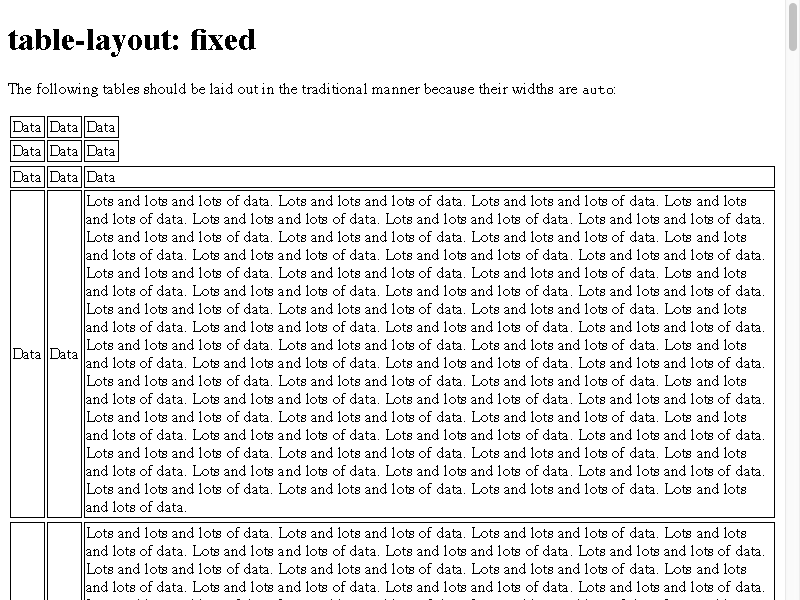 table-layout: fixed
The following tables should be laid out in the traditional manner because their widths are auto:
Data Data Data
Data Data Data
Data Data Data
Data Data
Lots and lots and lots of data. Lots and lots and lots of data. Lots and lots and lots of data. Lots and lots
and lots of data. Lots and lots and lots of data. Lots and lots and lots of data. Lots and lots and lots of data.
Lots and lots and lots of data. Lots and lots and lots of data. Lots and lots and lots of data. Lots and lots
and lots of data. Lots and lots and lots of data. Lots and lots and lots of data. Lots and lots and lots of data.
Lots and lots and lots of data. Lots and lots and lots of data. Lots and lots and lots of data. Lots and lots
and lots of data. Lots and lots and lots of data. Lots and lots and lots of data. Lots and lots and lots of data.
Lots and lots and lots of data. Lots and lots and lots of data. Lots and lots and lots of data. Lots and lots
and lots of data. Lots and lots and lots of data. Lots and lots and lots of data. Lots and lots and lots of data.
Lots and lots and lots of data. Lots and lots and lots of data. Lots and lots and lots of data. Lots and lots
and lots of data. Lots and lots and lots of data. Lots and lots and lots of data. Lots and lots and lots of data.
Lots and lots and lots of data. Lots and lots and lots of data. Lots and lots and lots of data. Lots and lots
and lots of data. Lots and lots and lots of data. Lots and lots and lots of data. Lots and lots and lots of data.
Lots and lots and lots of data. Lots and lots and lots of data. Lots and lots and lots of data. Lots and lots
and lots of data. Lots and lots and lots of data. Lots and lots and lots of data. Lots and lots and lots of data.
Lots and lots and lots of data. Lots and lots and lots of data. Lots and lots and lots of data. Lots and lots
and lots of data. Lots and lots and lots of data. Lots and lots and lots of data. Lots and lots and lots of data.
Lots and lots and lots of data. Lots and lots and lots of data. Lots and lots and lots of data. Lots and lots
and lots of data.
Lots and lots and lots of data. Lots and lots and lots of data. Lots and lots and lots of data. Lots and lots
and lots of data. Lots and lots and lots of data. Lots and lots and lots of data. Lots and lots and lots of data.
Lots and lots and lots of data. Lots and lots and lots of data. Lots and lots and lots of data. Lots and lots
and lots of data. Lots and lots and lots of data. Lots and lots and lots of data. Lots and lots and lots of data.